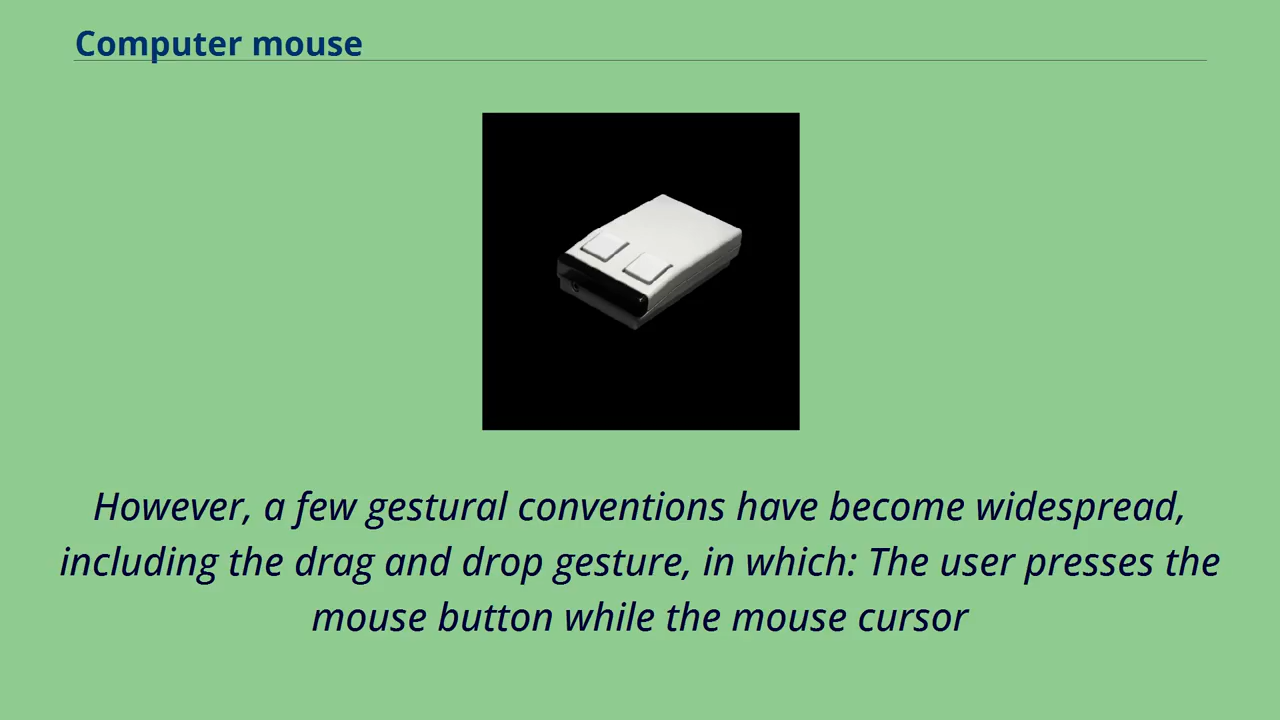 Computer mouse
However, a few gestural conventions have become widespread,
including the drag and drop gesture, in which: The user presses the
mouse button while the mouse cursor